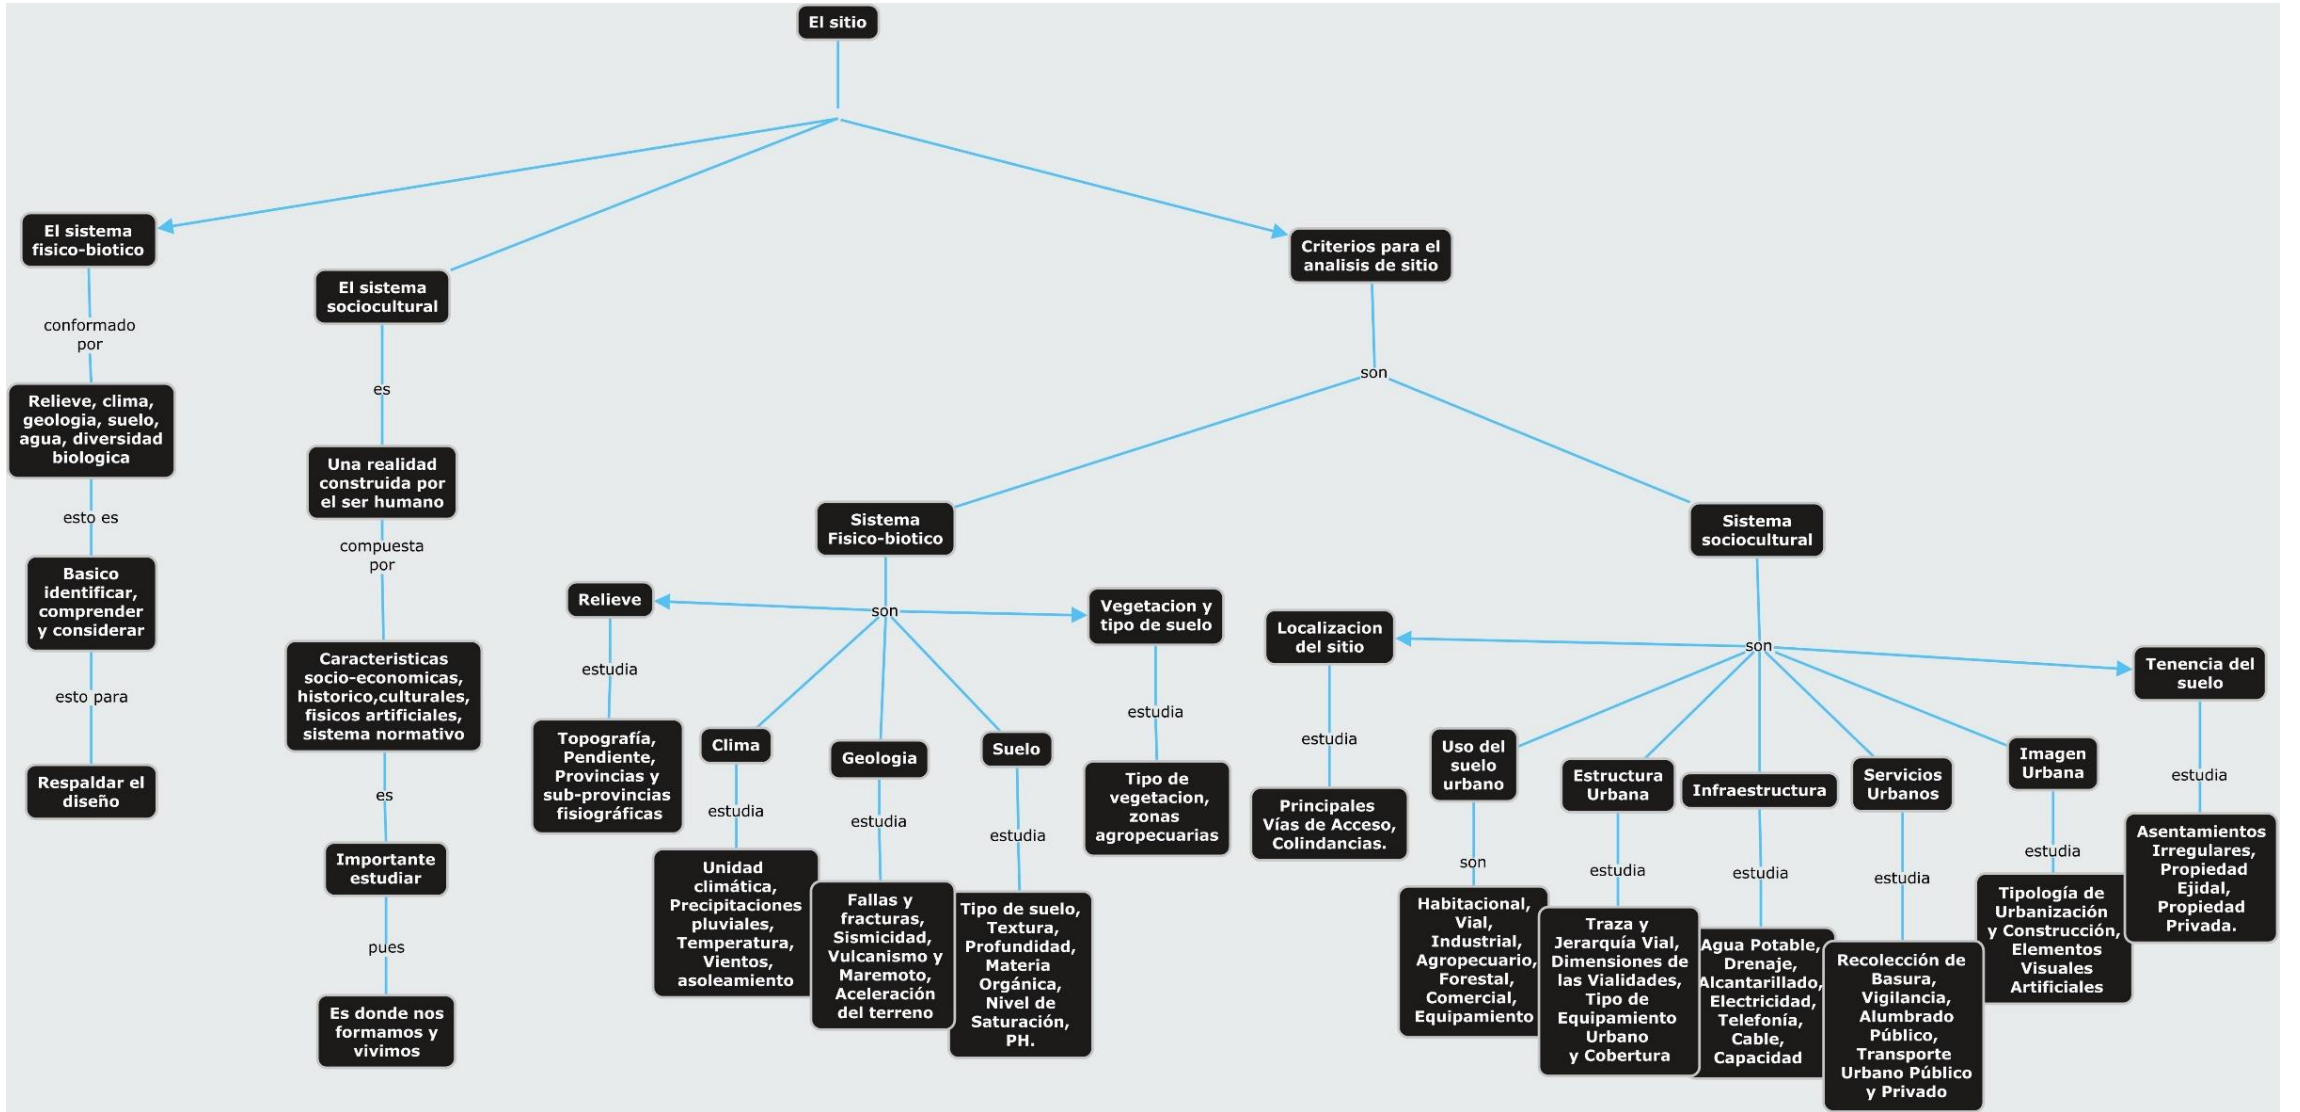 El sitio
El sistema
fisico-biotico
conformado
por
Relieve, clima,
geologia, suelo,
agua, diversidad
biologica
esto es
Basico
identificar,
comprender
y considerar
esto para
Respaldar el
diseño
El sistema
sociocultural
es
Una realidad
construida por
el ser humano
compuesta
por
Caracteristicas
socio-economicas,
historico,culturales,
fisicos artificiales,
sistema normativo
es
Importante
estudiar
pues
Es donde nos
formamos y
vivimos
Criterios para el
analisis de sitio
son
Sistema
Fisico-biotico
son
Relieve
estudia
Topografía,
Pendiente,
Provincias y
sub-provincias
fisiográficas
Clima
estudia
Unidad
climática,
Precipitaciones
pluviales,
Temperatura,
Vientos,
asoleamiento
Geologia
estudia
Fallas y
fracturas,
Sismicidad,
Vulcanismo y
Maremoto,
Aceleración
del terreno
Suelo
estudia
Tipo de suelo,
Textura,
Profundidad,
Materia
Orgánica,
Nivel de
Saturación,
PH.
Vegetacion y
tipo de suelo
estudia
Tipo de
vegetacion,
zonas
agropecuarias
Sistema
sociocultural
son
Localizacion
del sitio
estudia
Principales
Vías de Acceso,
Colindancias.
Uso del
suelo
urbano
son
Habitacional,
Vial,
Industrial,
Agropecuario,
Forestal,
Comercial,
Equipamiento
Estructura
Urbana
estudia
Traza y
Jerarquía Vial,
Dimensiones de
las Vialidades,
Tipo de
Equipamiento
Urbano
y Cobertura
Infraestructura
estudia
Agua Potable,
Drenaje,
Alcantarillado,
Electricidad,
Telefonía,
Cable,
Capacidad
Servicios
Urbanos
estudia
Recolección de
Basura,
Vigilancia,
Alumbrado
Público,
Transporte
Urbano Público
y Privado
Imagen
Urbana
estudia
Tipología de
Urbanización
y Construcción,
Elementos
Visuales
Artificiales
Tenencia del
suelo
estudia
Asentamientos
Irregulares,
Propiedad
Ejidal,
Propiedad
Privada.